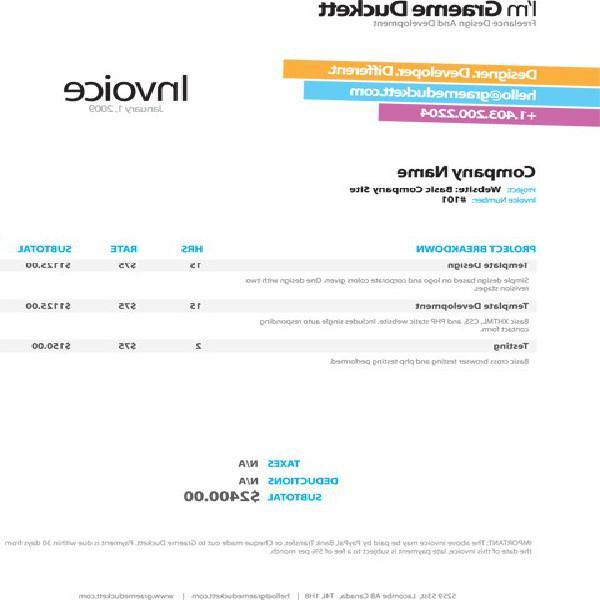 I'm Graeme Duckett
Freelance Design And Development
Designer. Developer. Different.
hello@graemeduckett.com
+1.403.200.2204
Invoice
January 1, 2009
Company Name
Project: Website: Basic Company Site
Invoice Number: #101
PROJECT BREAKDOWN HRS RATE SUBTOTAL
Template Design 15 $75 $1125.00
Simple design based on logo and corporate colors given. One design with two
revision stages.
Template Development 15 $75 $1125.00
Basic XHTML, CSS, and PHP static website. Includes single auto responding
contact form.
Testing 2 $75 $150.00
Basic cross browser testing and php testing performed.
TAXES N/A
DEDUCTIONS N/A
SUBTOTAL $2400.00
IMPORTANT: The above invoice may be paid by PayPal, Bank Transfer, or Cheque made out to Graeme Duckett. Payment is due within 30 days from
the date of this invoice, late payment is subject to a fee of 5% per month.
5259 51st, Lacombe AB Canada, T4L 1H8 | hello@graemeduckett.com | www.graemeduckett.com